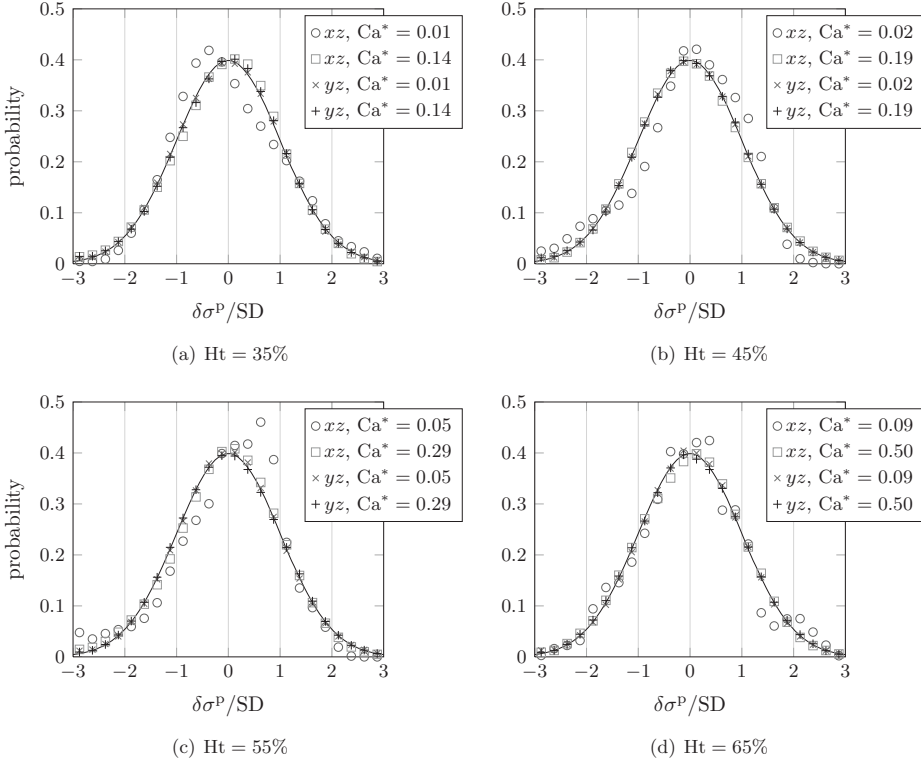 0.5
0.4
0.3
0.2
0.1
0
probability
−3 −2 −1 0 1 2 3
δσᵖ/SD
xz, Ca* = 0.01
xz, Ca* = 0.14
yz, Ca* = 0.01
yz, Ca* = 0.14
(a) Ht = 35%
0.5
0.4
0.3
0.2
0.1
0
−3 −2 −1 0 1 2 3
δσᵖ/SD
xz, Ca* = 0.02
xz, Ca* = 0.19
yz, Ca* = 0.02
yz, Ca* = 0.19
(b) Ht = 45%
0.5
0.4
0.3
0.2
0.1
0
probability
−3 −2 −1 0 1 2 3
δσᵖ/SD
xz, Ca* = 0.05
xz, Ca* = 0.29
yz, Ca* = 0.05
yz, Ca* = 0.29
(c) Ht = 55%
0.5
0.4
0.3
0.2
0.1
0
−3 −2 −1 0 1 2 3
δσᵖ/SD
xz, Ca* = 0.09
xz, Ca* = 0.50
yz, Ca* = 0.09
yz, Ca* = 0.50
(d) Ht = 65%